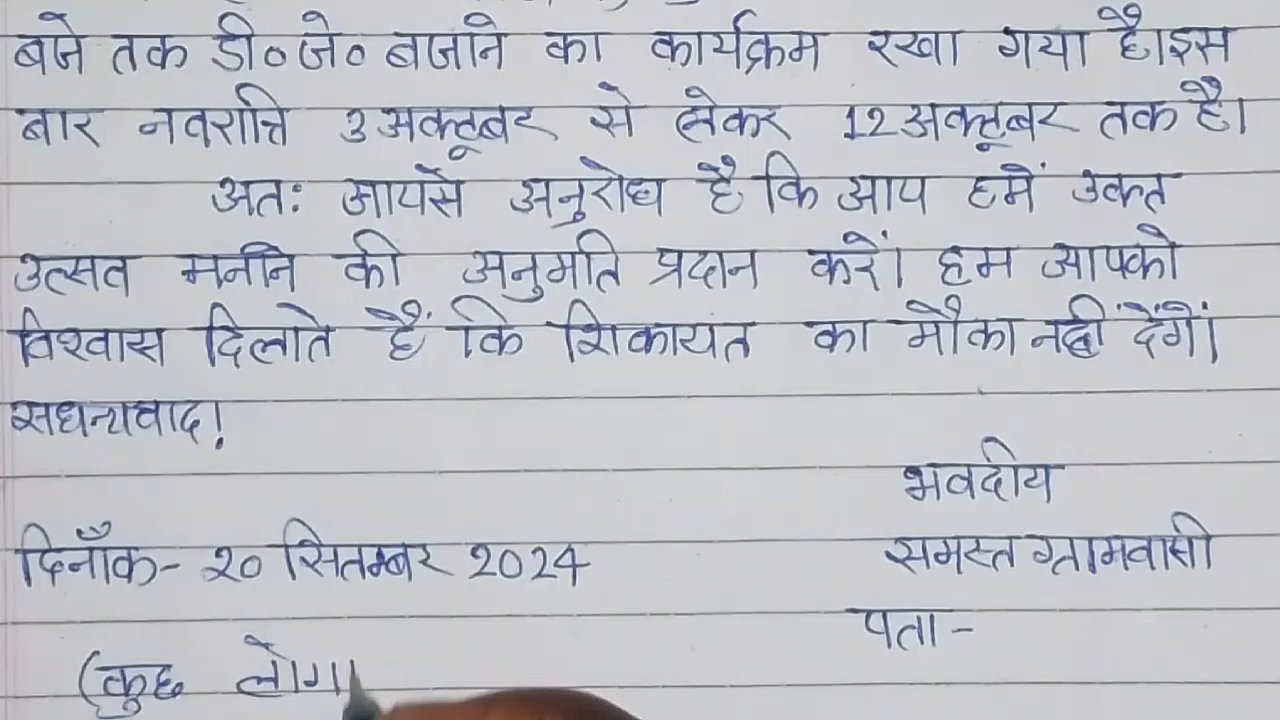 बजे तक डी०जे० बजाने का कार्यक्रम रखा गया है।इस
बार नवरात्रि 3 अक्टूबर से लेकर 12 अक्टूबर तक है।
अतः आपसे अनुरोध है कि आप हमें उक्त
उत्सव मनाने की अनुमति प्रदान करें। हम आपको
विश्वास दिलाते हैं कि शिकायत का मौका नहीं देंगें।
सधन्यवाद!
भवदीय
दिनाँक- 20 सितम्बर 2024 समस्त ग्रामवासी
पता-
(कुछ लोगा